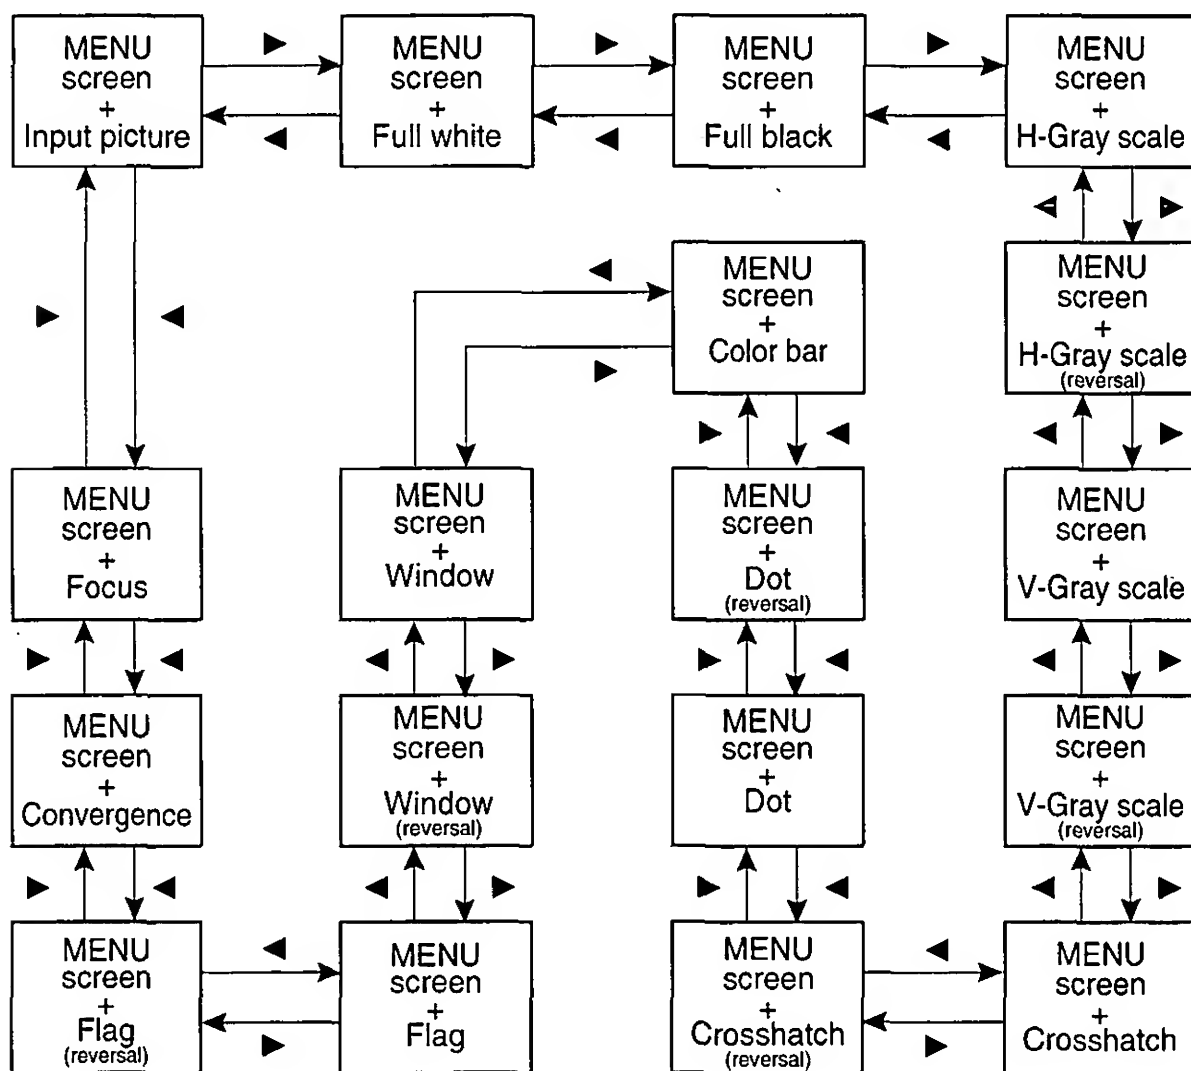 MENU
screen
+
Input picture
MENU
screen
+
Full white
MENU
screen
+
Full black
MENU
screen
+
H-Gray scale
MENU
screen
+
Color bar
MENU
screen
+
H-Gray scale
(reversal)
MENU
screen
+
Focus
MENU
screen
+
Window
MENU
screen
+
Dot
(reversal)
MENU
screen
+
V-Gray scale
MENU
screen
+
Convergence
MENU
screen
+
Window
(reversal)
MENU
screen
+
Dot
MENU
screen
+
V-Gray scale
(reversal)
MENU
screen
+
Flag
(reversal)
MENU
screen
+
Flag
MENU
screen
+
Crosshatch
(reversal)
MENU
screen
+
Crosshatch